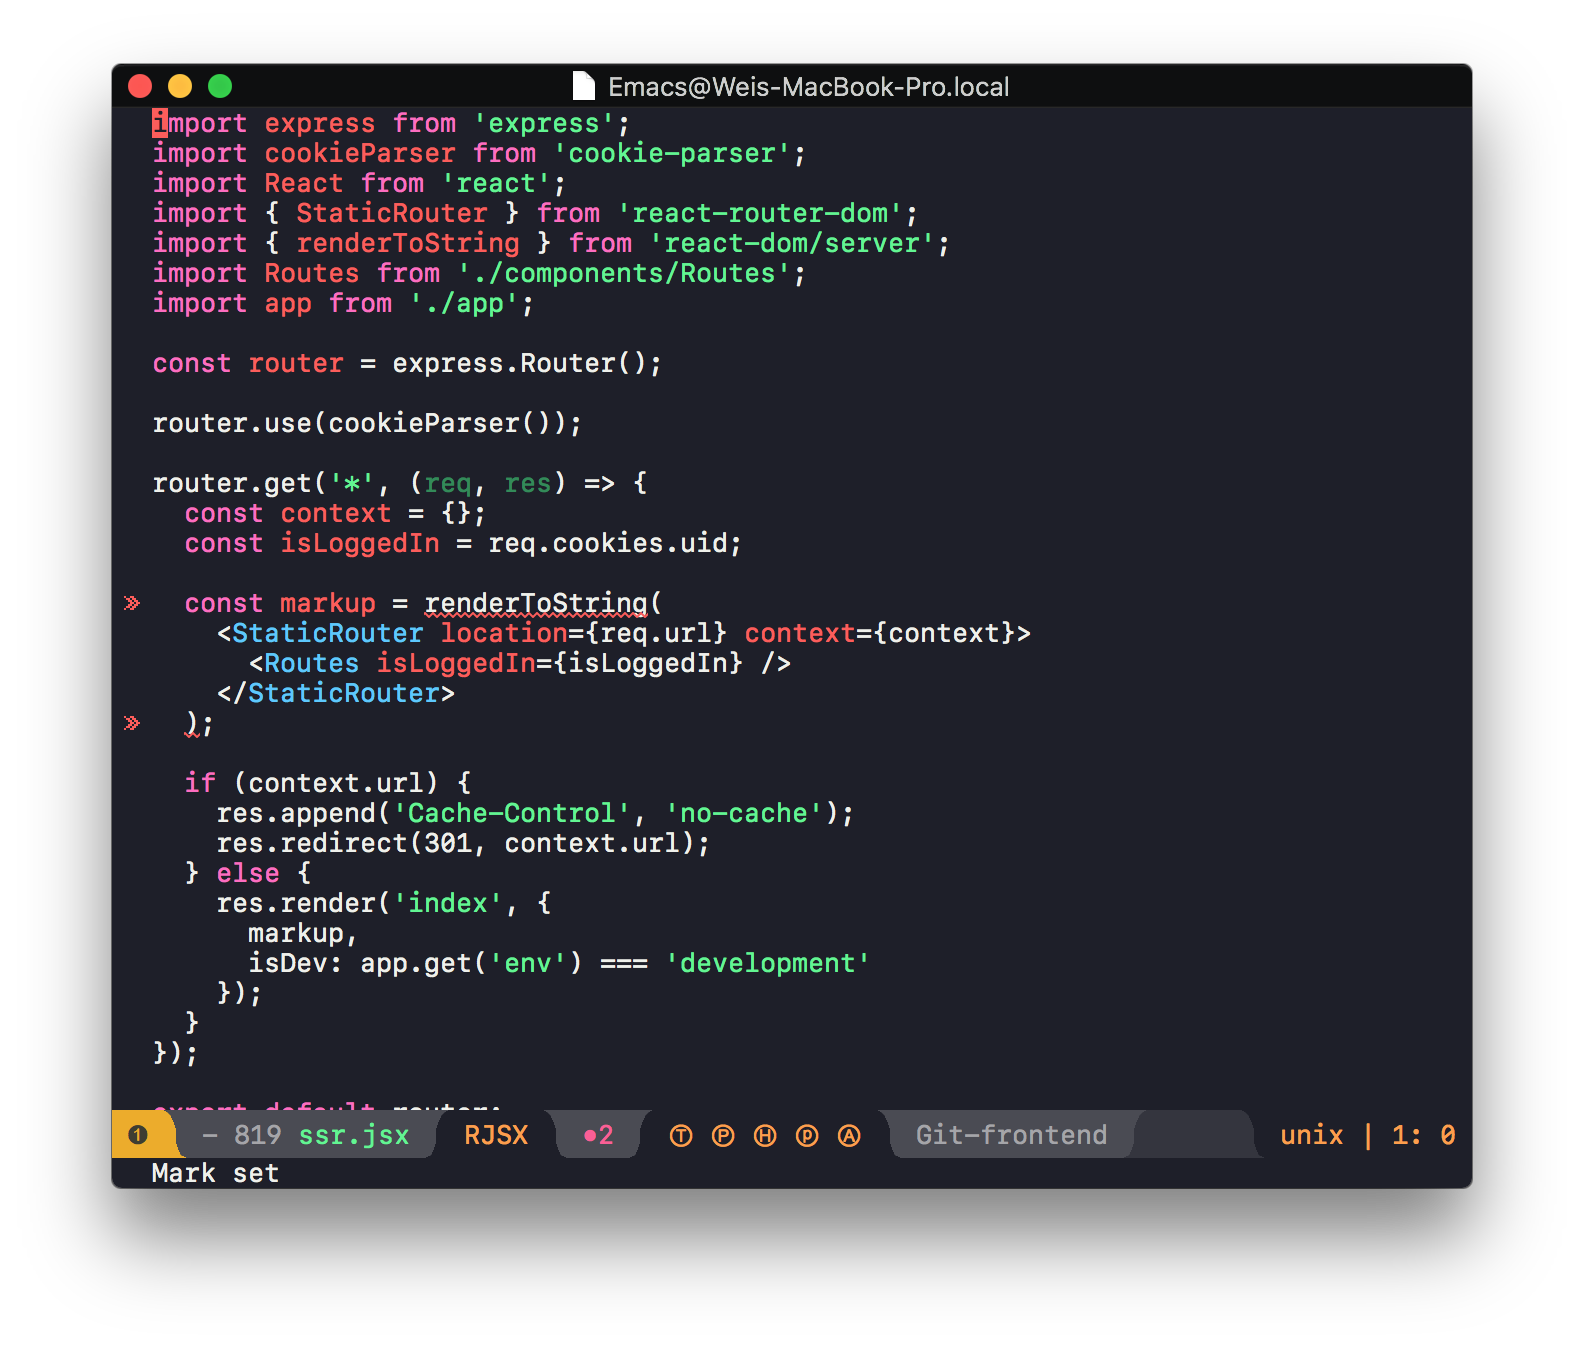 Emacs@Weis-MacBook-Pro.local
import express from 'express';
import cookieParser from 'cookie-parser';
import React from 'react';
import { StaticRouter } from 'react-router-dom';
import { renderToString } from 'react-dom/server';
import Routes from './components/Routes';
import app from './app';
const router = express.Router();
router.use(cookieParser());
router.get('*', (req, res) => {
  const context = {};
  const isLoggedIn = req.cookies.uid;
  const markup = renderToString(
    <StaticRouter location={req.url} context={context}>
      <Routes isLoggedIn={isLoggedIn} />
    </StaticRouter>
  );
  if (context.url) {
    res.append('Cache-Control', 'no-cache');
    res.redirect(301, context.url);
  } else {
    res.render('index', {
      markup,
      isDev: app.get('env') === 'development'
    });
  }
});
export default router;
❶ - 819 ssr.jsx RJSX •2 Ⓣ Ⓟ Ⓗ ⓟ Ⓐ Git-frontend unix | 1: 0
Mark set